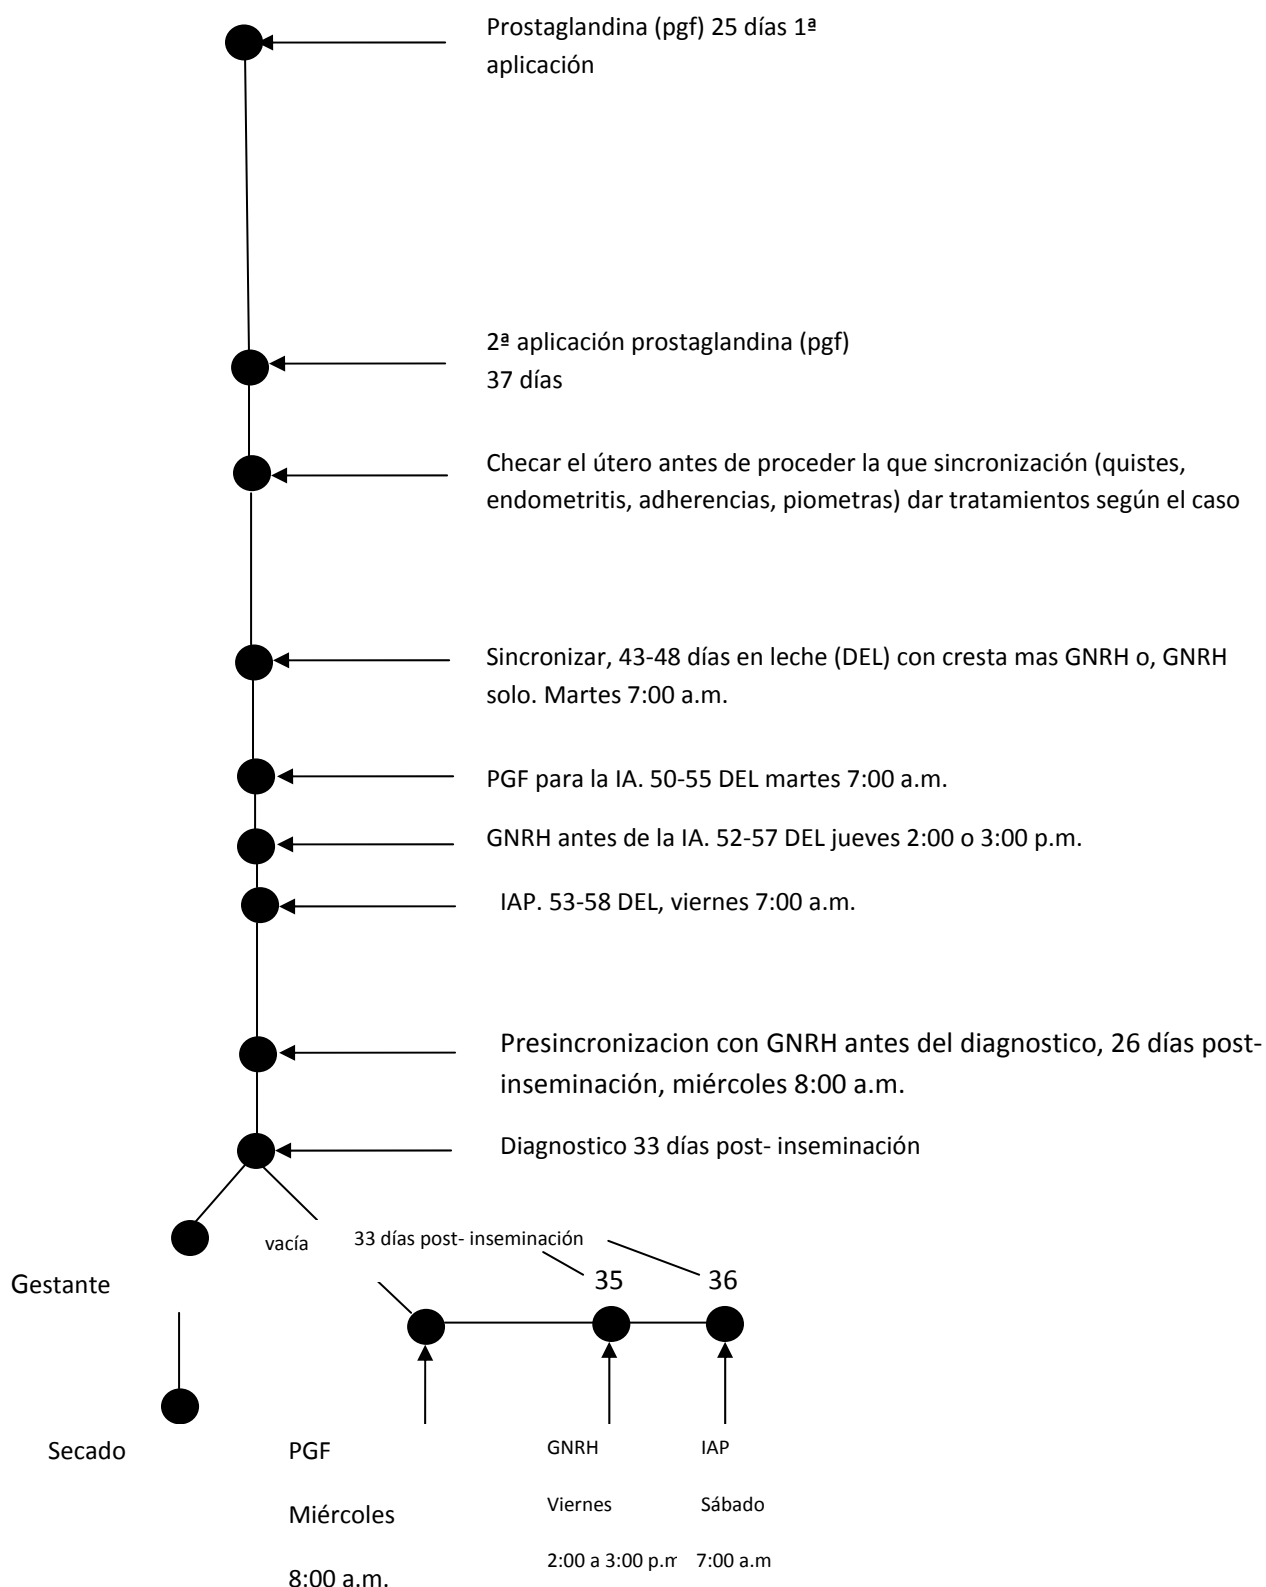 Prostaglandina (pgf) 25 días 1ª
aplicación
2ª aplicación prostaglandina (pgf)
37 días
Checar el útero antes de proceder la que sincronización (quistes,
endometritis, adherencias, piometras) dar tratamientos según el caso
Sincronizar, 43-48 días en leche (DEL) con cresta mas GNRH o, GNRH
solo. Martes 7:00 a.m.
PGF para la IA. 50-55 DEL martes 7:00 a.m.
GNRH antes de la IA. 52-57 DEL jueves 2:00 o 3:00 p.m.
IAP. 53-58 DEL, viernes 7:00 a.m.
Presincronizacion con GNRH antes del diagnostico, 26 días post-
inseminación, miércoles 8:00 a.m.
Diagnostico 33 días post- inseminación
vacía
33 días post- inseminación
Gestante
35
36
Secado
PGF
Miércoles
8:00 a.m.
GNRH
Viernes
2:00 a 3:00 p.m
IAP
Sábado
7:00 a.m